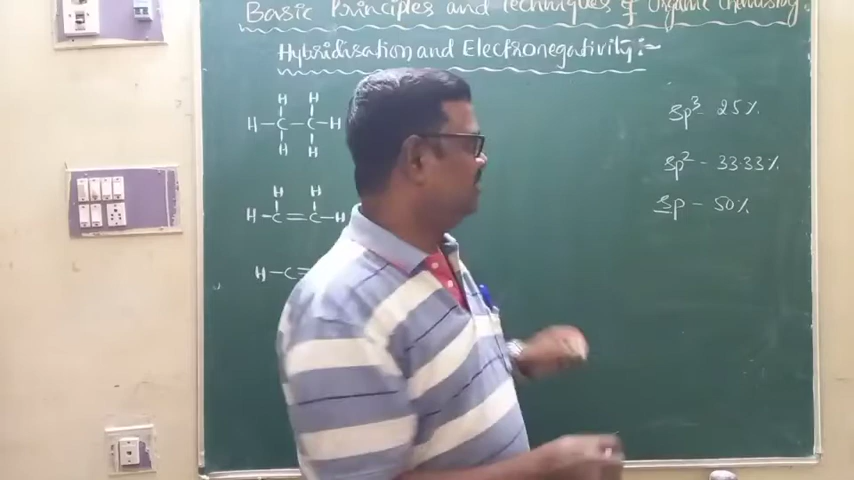 Basic Principles and Techniques of Organic Chemistry
Hybridisation and Electronegativity :-
H H
H-C-C-H
H H
sp³- 25%
H H
H-C=C-H
sp² - 33.33%
sp - 50%
H-C